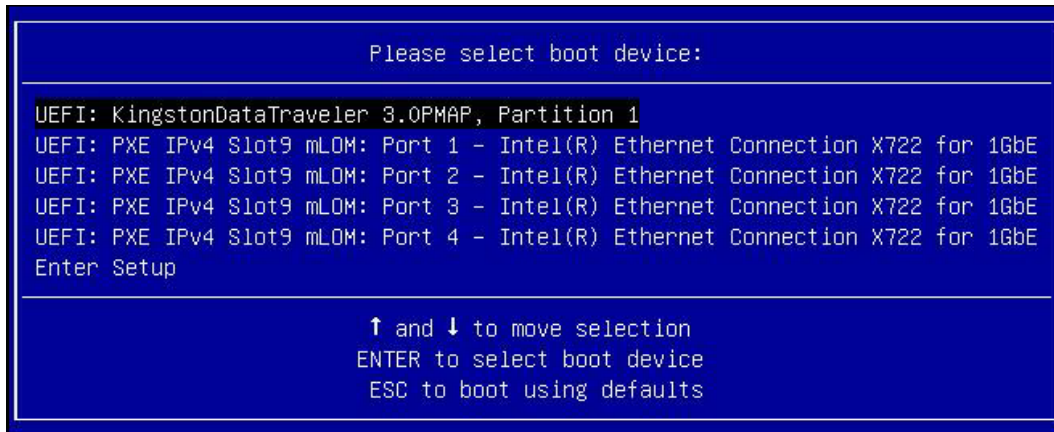 Please select boot device:
UEFI: KingstonDataTraveler 3.0PMAP, Partition 1
UEFI: PXE IPv4 Slot9 mLOM: Port 1 – Intel(R) Ethernet Connection X722 for 1GbE
UEFI: PXE IPv4 Slot9 mLOM: Port 2 – Intel(R) Ethernet Connection X722 for 1GbE
UEFI: PXE IPv4 Slot9 mLOM: Port 3 – Intel(R) Ethernet Connection X722 for 1GbE
UEFI: PXE IPv4 Slot9 mLOM: Port 4 – Intel(R) Ethernet Connection X722 for 1GbE
Enter Setup
↑ and ↓ to move selection
ENTER to select boot device
ESC to boot using defaults